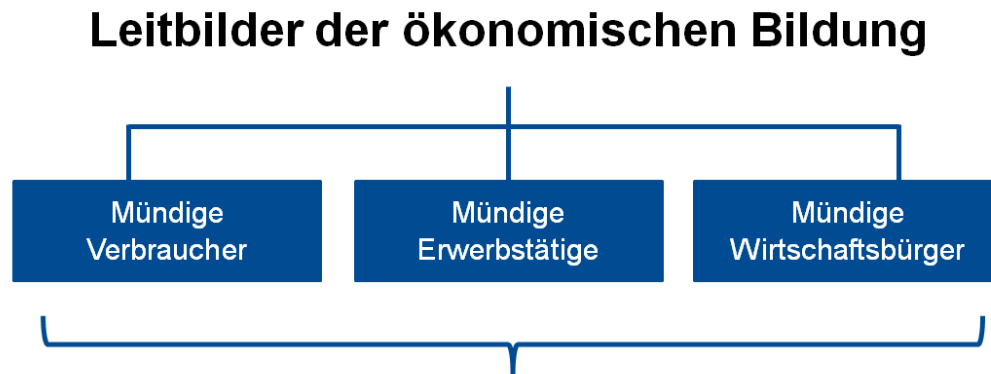 Leitbilder der ökonomischen Bildung
Mündige
Verbraucher
Mündige
Erwerbstätige
Mündige
Wirtschaftsbürger